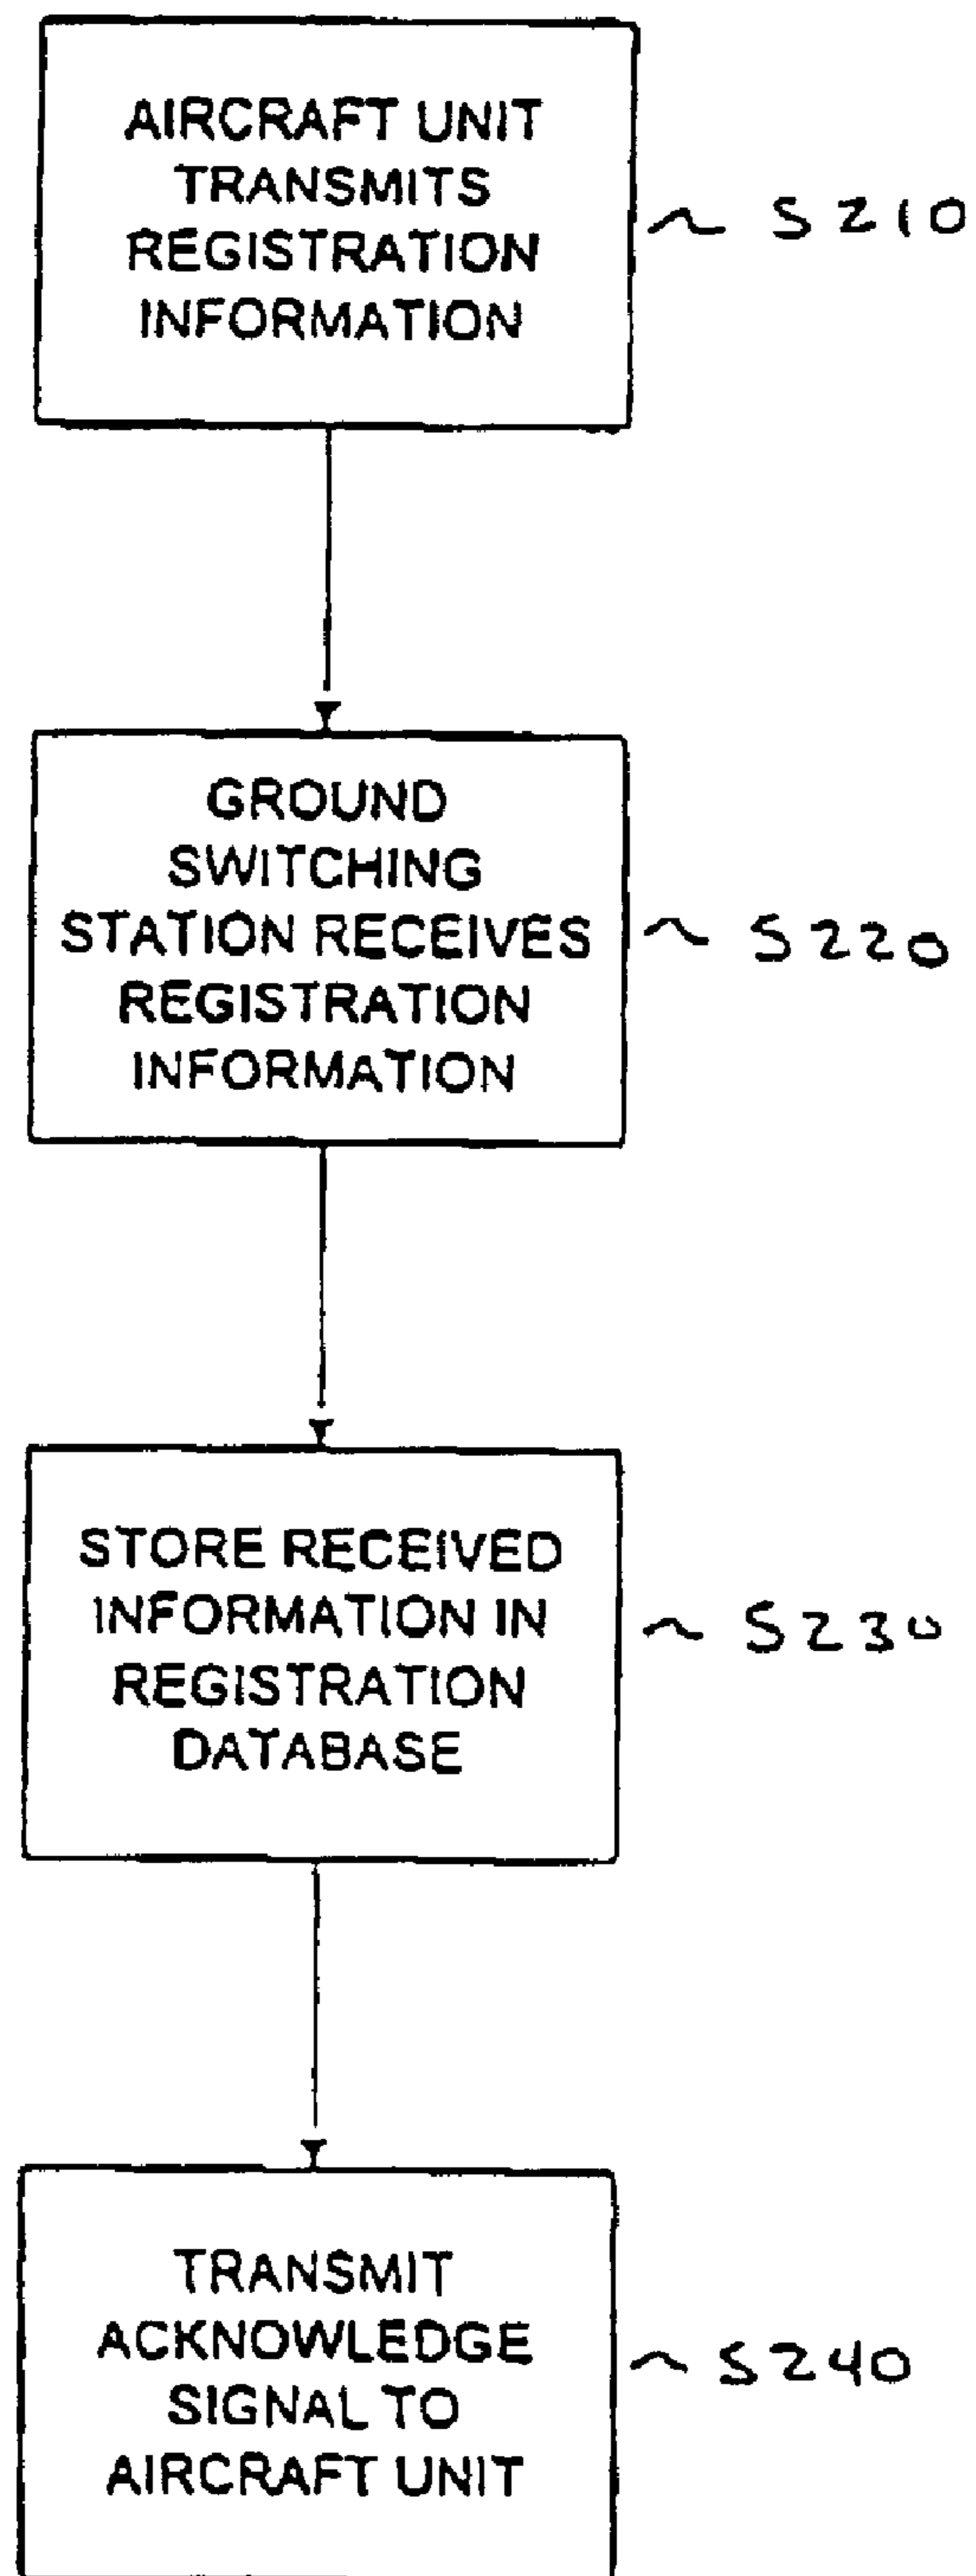 AIRCRAFT UNIT
TRANSMITS
REGISTRATION
INFORMATION
S210
GROUND
SWITCHING
STATION RECEIVES
REGISTRATION
INFORMATION
S220
STORE RECEIVED
INFORMATION IN
REGISTRATION
DATABASE
S230
TRANSMIT
ACKNOWLEDGE
SIGNAL TO
AIRCRAFT UNIT
S240